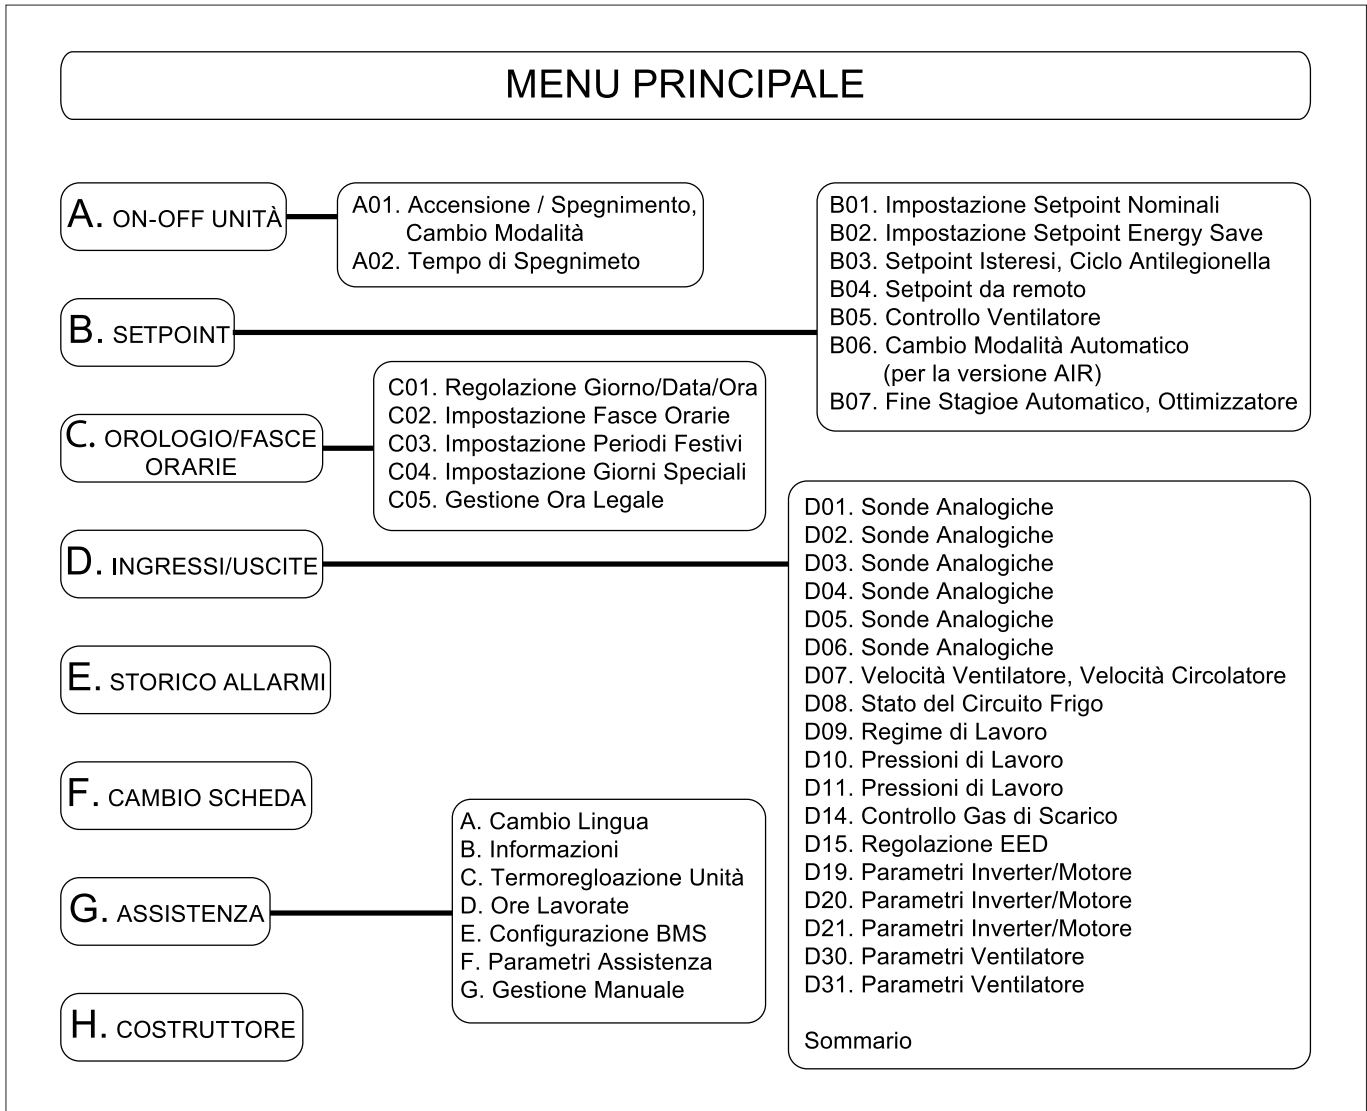 MENU PRINCIPALE
A. ON-OFF UNITÀ
A01. Accensione / Spegnimento,
Cambio Modalità
A02. Tempo di Spegnimeto
B. SETPOINT
B01. Impostazione Setpoint Nominali
B02. Impostazione Setpoint Energy Save
B03. Setpoint Isteresi, Ciclo Antilegionella
B04. Setpoint da remoto
B05. Controllo Ventilatore
B06. Cambio Modalità Automatico
(per la versione AIR)
B07. Fine Stagioe Automatico, Ottimizzatore
C. OROLOGIO/FASCE
ORARIE
C01. Regolazione Giorno/Data/Ora
C02. Impostazione Fasce Orarie
C03. Impostazione Periodi Festivi
C04. Impostazione Giorni Speciali
C05. Gestione Ora Legale
D. INGRESSI/USCITE
D01. Sonde Analogiche
D02. Sonde Analogiche
D03. Sonde Analogiche
D04. Sonde Analogiche
D05. Sonde Analogiche
D06. Sonde Analogiche
D07. Velocità Ventilatore, Velocità Circolatore
D08. Stato del Circuito Frigo
D09. Regime di Lavoro
D10. Pressioni di Lavoro
D11. Pressioni di Lavoro
D14. Controllo Gas di Scarico
D15. Regolazione EED
D19. Parametri Inverter/Motore
D20. Parametri Inverter/Motore
D21. Parametri Inverter/Motore
D30. Parametri Ventilatore
D31. Parametri Ventilatore
Sommario
E. STORICO ALLARMI
F. CAMBIO SCHEDA
G. ASSISTENZA
A. Cambio Lingua
B. Informazioni
C. Termoregloazione Unità
D. Ore Lavorate
E. Configurazione BMS
F. Parametri Assistenza
G. Gestione Manuale
H. COSTRUTTORE